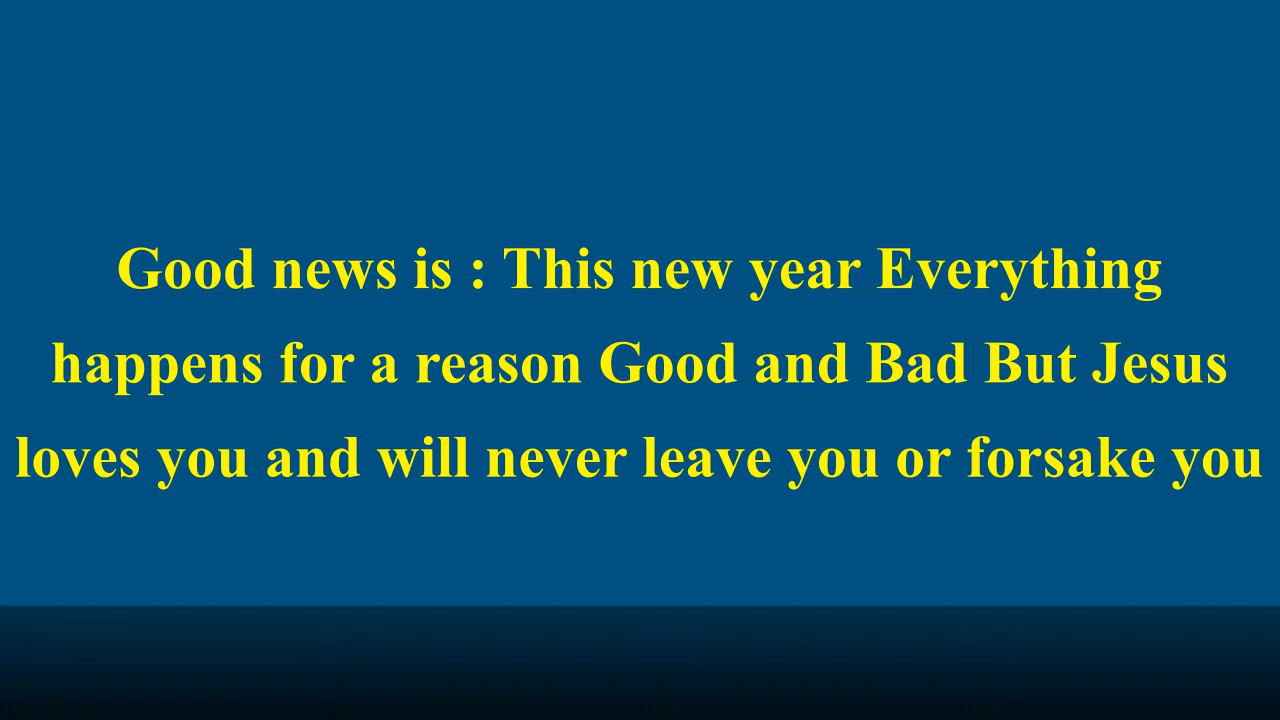 Good news is : This new year Everything
happens for a reason Good and Bad But Jesus
loves you and will never leave you or forsake you